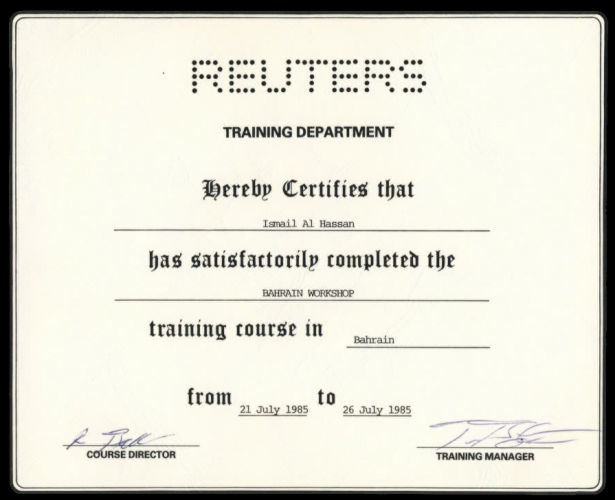 REUTERS
TRAINING DEPARTMENT
Hereby Certifies that
Ismail Al Hassan
has satisfactorily completed the
BAHRAIN WORKSHOP
training course in Bahrain
from 21 July 1985 to 26 July 1985
COURSE DIRECTOR TRAINING MANAGER